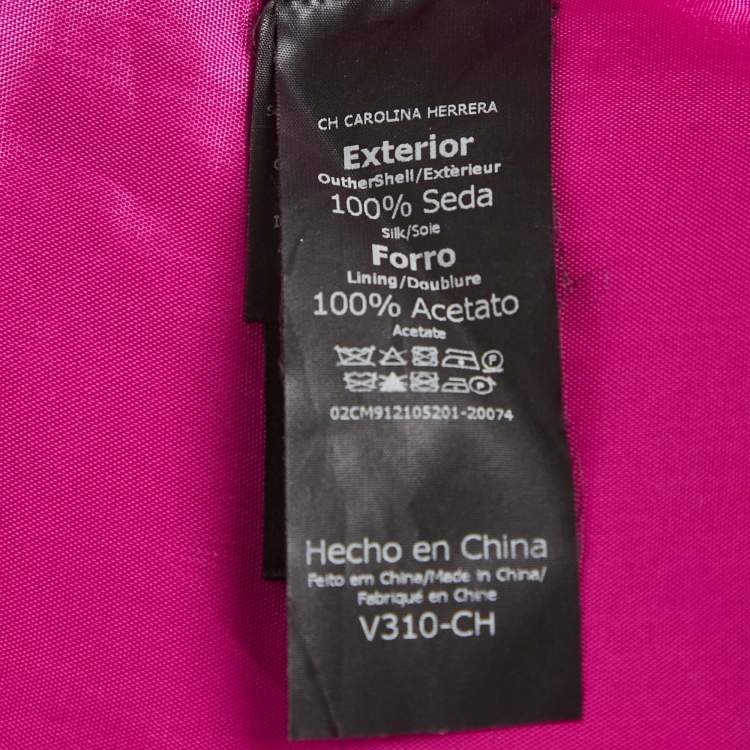 CH CAROLINA HERRERA
Exterior
OutherShell/Extèrieur
100% Seda
Silk/Soie
Forro
Lining/Doublure
100% Acetato
Acetate
02CM912105201-20074
Hecho en China
Feito em China/Made in China/
Fabriqué en Chine
V310-CH